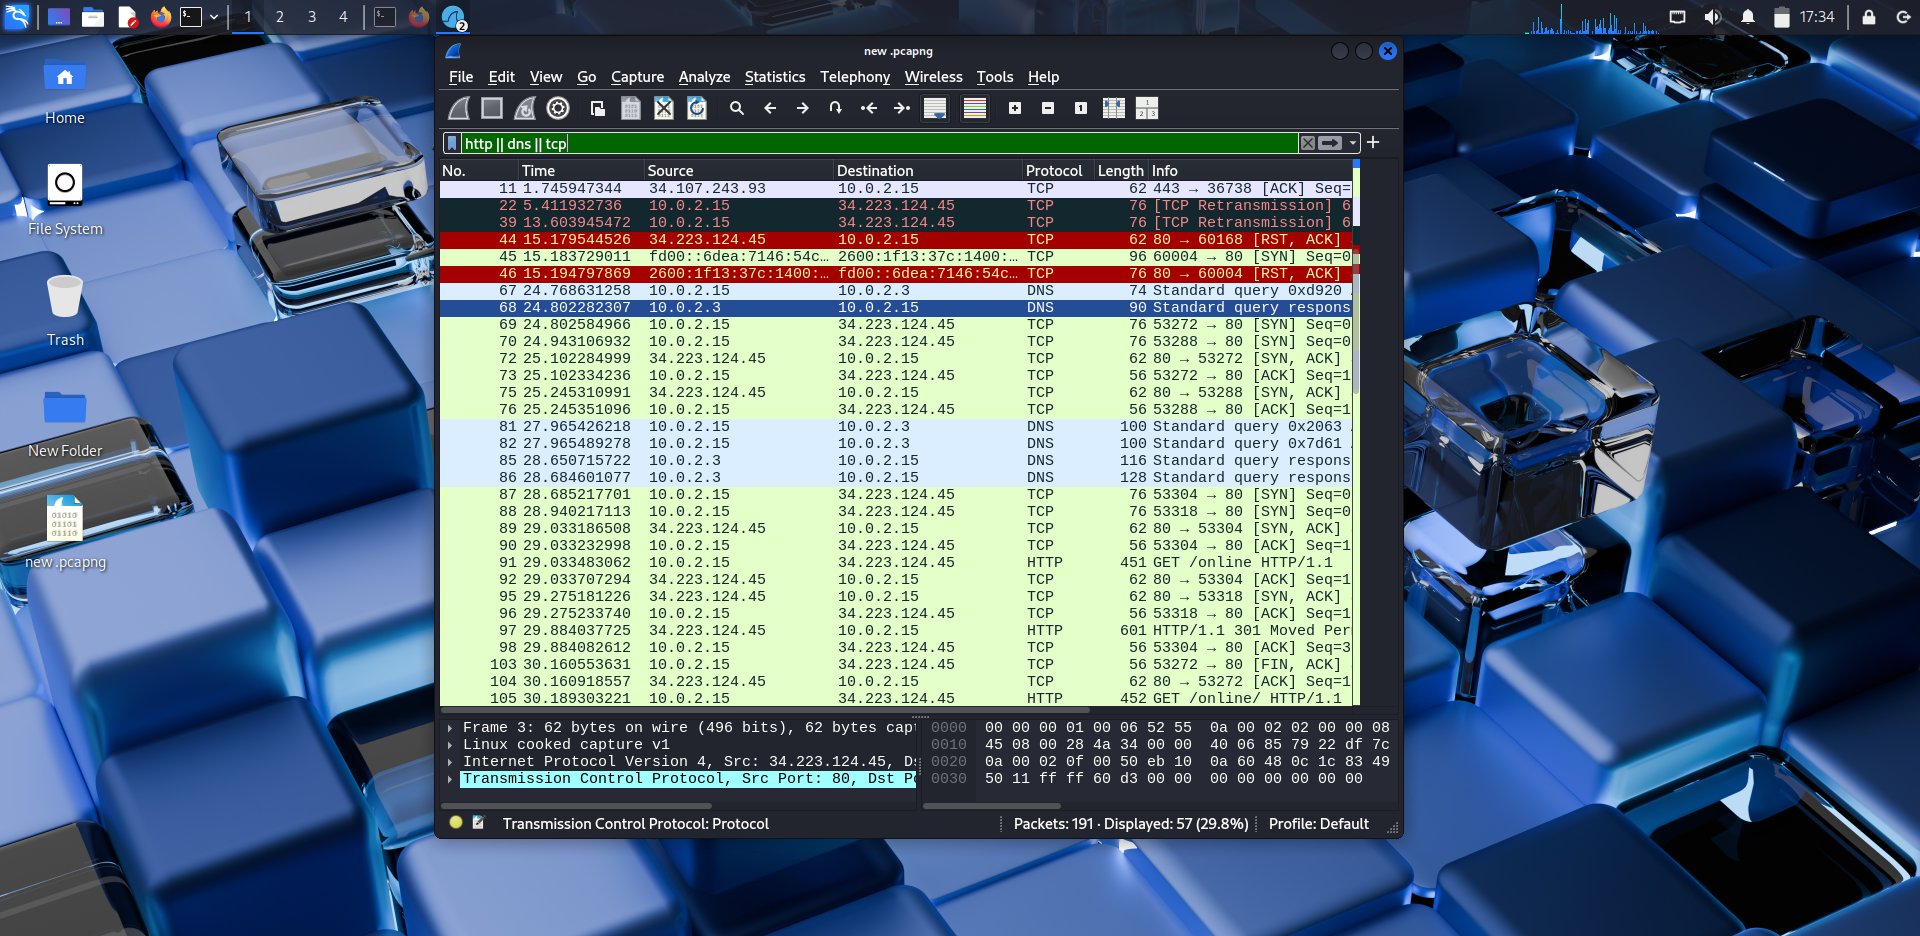 1 2 3 4 2 17:34
new .pcapng
File Edit View Go Capture Analyze Statistics Telephony Wireless Tools Help
http || dns || tcp
No. Time Source Destination Protocol Length Info
11 1.745947344 34.107.243.93 10.0.2.15 TCP 62 443 → 36738 [ACK] Seq=
22 5.411932736 10.0.2.15 34.223.124.45 TCP 76 [TCP Retransmission] 6
39 13.603945472 10.0.2.15 34.223.124.45 TCP 76 [TCP Retransmission] 6
44 15.179544526 34.223.124.45 10.0.2.15 TCP 62 80 → 60168 [RST, ACK]
45 15.183729011 fd00::6dea:7146:54c… 2600:1f13:37c:1400:… TCP 96 60004 → 80 [SYN] Seq=0
46 15.194797869 2600:1f13:37c:1400:… fd00::6dea:7146:54c… TCP 76 80 → 60004 [RST, ACK]
67 24.768631258 10.0.2.15 10.0.2.3 DNS 74 Standard query 0xd920
68 24.802282307 10.0.2.3 10.0.2.15 DNS 90 Standard query respons
69 24.802584966 10.0.2.15 34.223.124.45 TCP 76 53272 → 80 [SYN] Seq=0
70 24.943106932 10.0.2.15 34.223.124.45 TCP 76 53288 → 80 [SYN] Seq=0
72 25.102284999 34.223.124.45 10.0.2.15 TCP 62 80 → 53272 [SYN, ACK]
73 25.102334236 10.0.2.15 34.223.124.45 TCP 56 53272 → 80 [ACK] Seq=1
75 25.245310991 34.223.124.45 10.0.2.15 TCP 62 80 → 53288 [SYN, ACK]
76 25.245351096 10.0.2.15 34.223.124.45 TCP 56 53288 → 80 [ACK] Seq=1
81 27.965426218 10.0.2.15 10.0.2.3 DNS 100 Standard query 0x2063
82 27.965489278 10.0.2.15 10.0.2.3 DNS 100 Standard query 0x7d61
85 28.650715722 10.0.2.3 10.0.2.15 DNS 116 Standard query respons
86 28.684601077 10.0.2.3 10.0.2.15 DNS 128 Standard query respons
87 28.685217701 10.0.2.15 34.223.124.45 TCP 76 53304 → 80 [SYN] Seq=0
88 28.940217113 10.0.2.15 34.223.124.45 TCP 76 53318 → 80 [SYN] Seq=0
89 29.033186508 34.223.124.45 10.0.2.15 TCP 62 80 → 53304 [SYN, ACK]
90 29.033232998 10.0.2.15 34.223.124.45 TCP 56 53304 → 80 [ACK] Seq=1
91 29.033483062 10.0.2.15 34.223.124.45 HTTP 451 GET /online HTTP/1.1
92 29.033707294 34.223.124.45 10.0.2.15 TCP 62 80 → 53304 [ACK] Seq=1
95 29.275181226 34.223.124.45 10.0.2.15 TCP 62 80 → 53318 [SYN, ACK]
96 29.275233740 10.0.2.15 34.223.124.45 TCP 56 53318 → 80 [ACK] Seq=1
97 29.884037725 34.223.124.45 10.0.2.15 HTTP 601 HTTP/1.1 301 Moved Per
98 29.884082612 10.0.2.15 34.223.124.45 TCP 56 53304 → 80 [ACK] Seq=3
103 30.160553631 10.0.2.15 34.223.124.45 TCP 56 53272 → 80 [FIN, ACK]
104 30.160918557 34.223.124.45 10.0.2.15 TCP 62 80 → 53272 [ACK] Seq=1
105 30.189303221 10.0.2.15 34.223.124.45 HTTP 452 GET /online/ HTTP/1.1
Frame 3: 62 bytes on wire (496 bits), 62 bytes capt
Linux cooked capture v1
Internet Protocol Version 4, Src: 34.223.124.45, Ds
Transmission Control Protocol, Src Port: 80, Dst Po
0000 00 00 00 01 00 06 52 55 0a 00 02 02 00 00 08
0010 45 08 00 28 4a 34 00 00 40 06 85 79 22 df 7c
0020 0a 00 02 0f 00 50 eb 10 0a 60 48 0c 1c 83 49
0030 50 11 ff ff 60 d3 00 00 00 00 00 00 00 00
Transmission Control Protocol: Protocol Packets: 191 · Displayed: 57 (29.8%) Profile: Default
Home
File System
Trash
New Folder
01010
01101
01110
new .pcapng